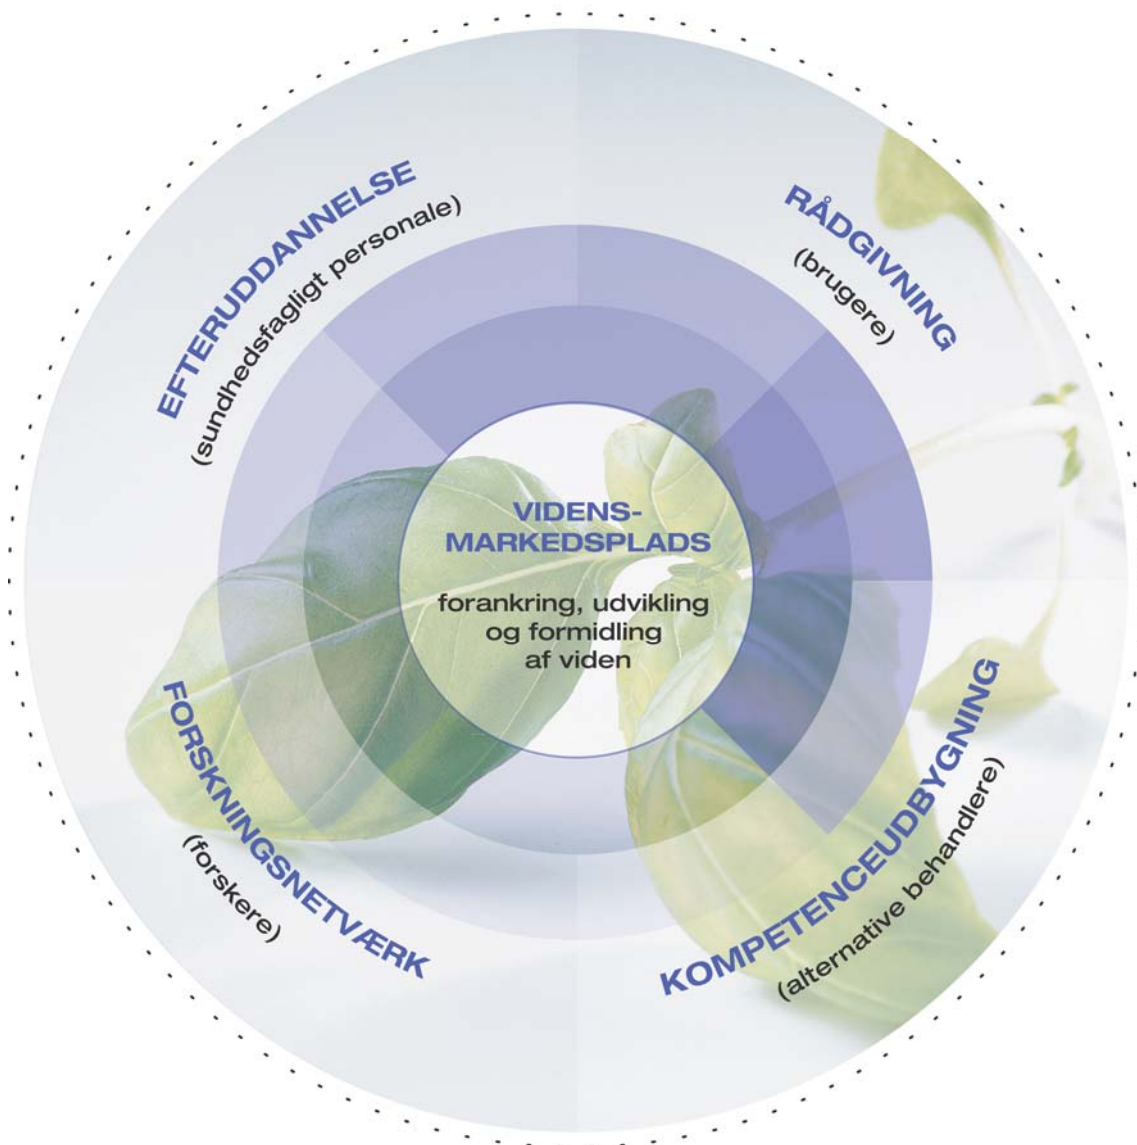 EFTERUDDANNELSE
(sundhedsfagligt personale)
RÅDGIVNING
(brugere)
VIDENS-
MARKEDSPLADS
forankring, udvikling
og formidling
af viden
FORSKNINGSNETVÆRK
(forskere)
KOMPETENCEUDBYGNING
(alternative behandlere)